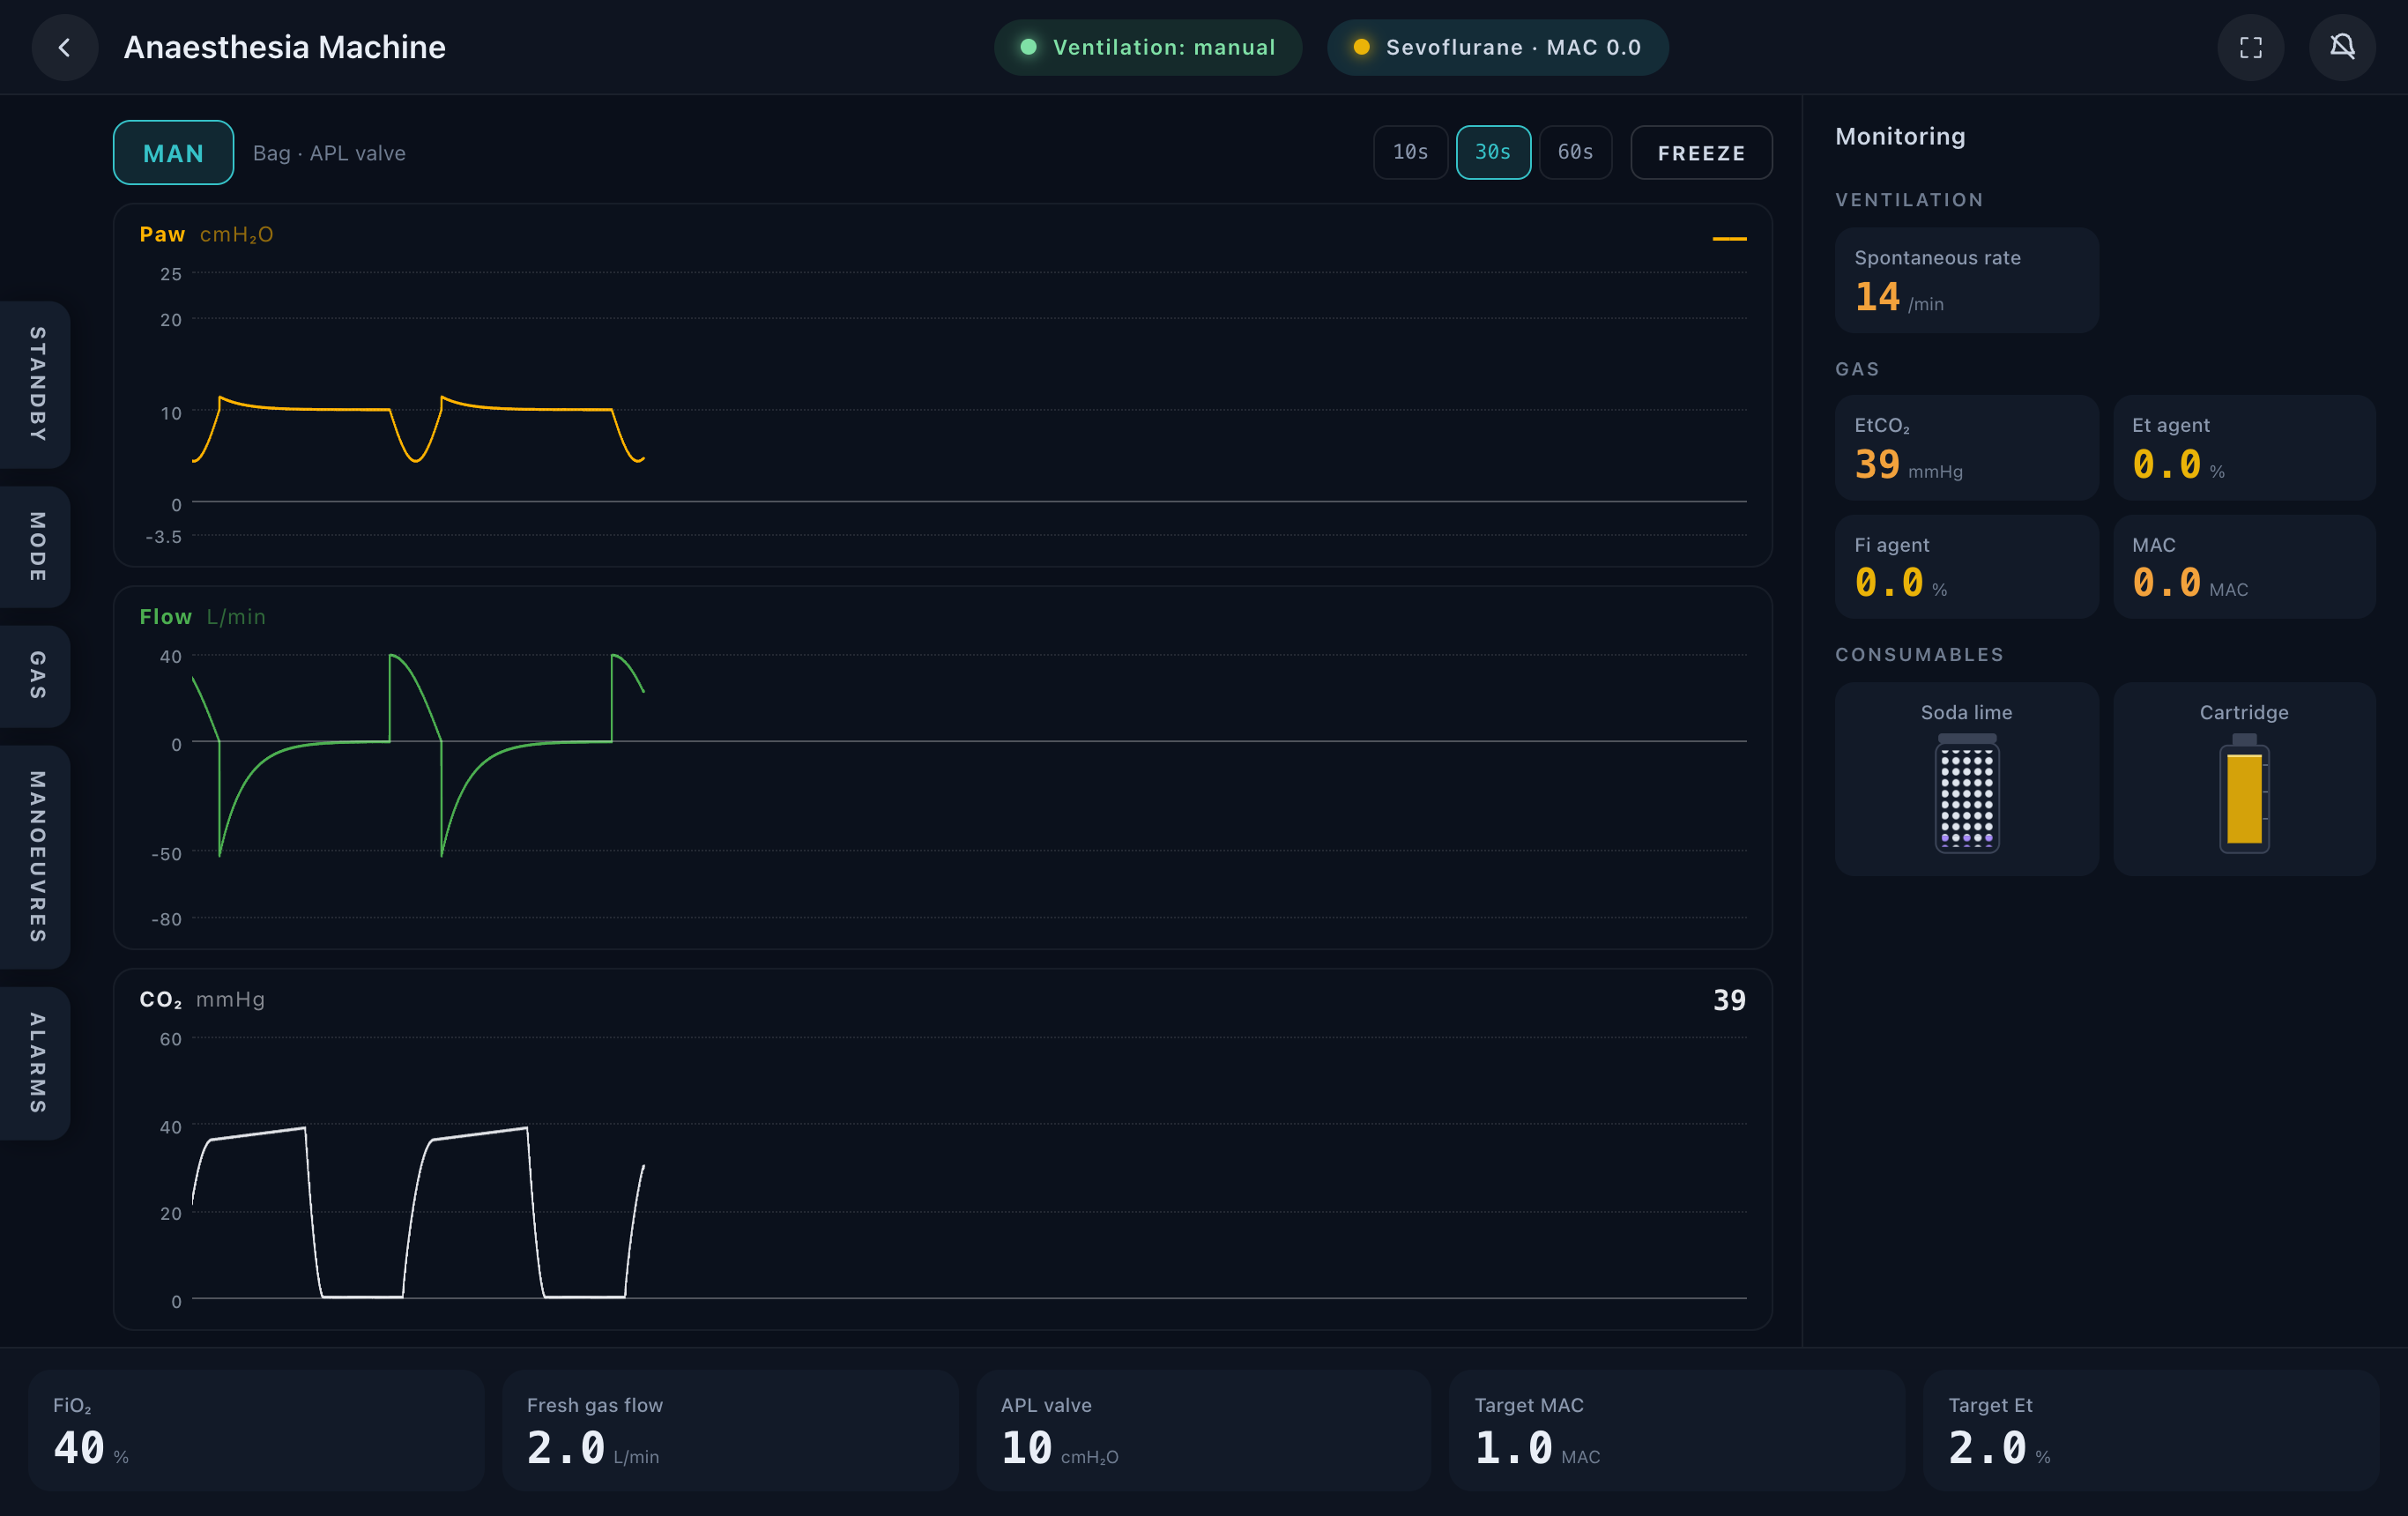 Anaesthesia Machine
Ventilation: manual
Sevoflurane · MAC 0.0
STANDBY
MODE
GAS
MANOEUVRES
ALARMS
MAN Bag · APL valve
10s 30s 60s FREEZE
Paw cmH₂O
25
20
10
0
-3.5
Flow L/min
40
0
-50
-80
CO₂ mmHg 39
60
40
20
0
Monitoring
VENTILATION
Spontaneous rate
14 /min
GAS
EtCO₂
39 mmHg
Et agent
0.0 %
Fi agent
0.0 %
MAC
0.0 MAC
CONSUMABLES
Soda lime
Cartridge
FiO₂
40 %
Fresh gas flow
2.0 L/min
APL valve
10 cmH₂O
Target MAC
1.0 MAC
Target Et
2.0 %